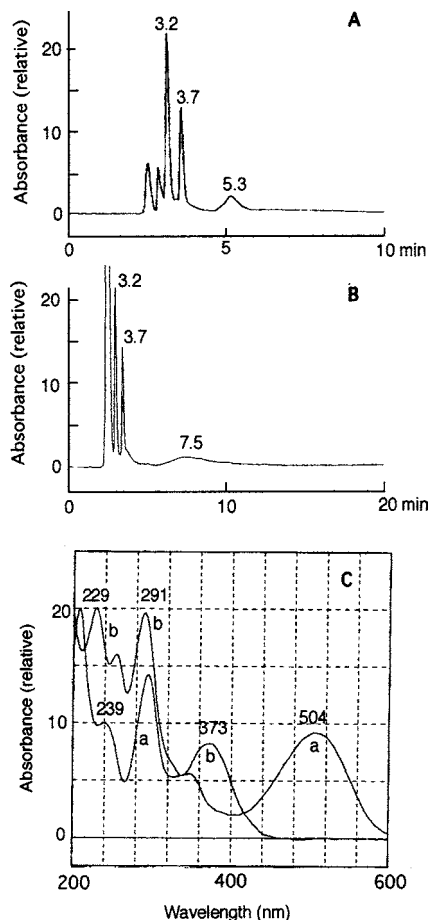 A
Absorbance (relative)
20
10
0
3.2
3.7
5.3
0 5 10 min
B
Absorbance (relative)
20
10
0
3.2
3.7
7.5
0 10 20 min
C
Absorbance (relative)
20
10
0
229 291
b b
239
a
373 504
b a
200 400 600
Wavelength (nm)